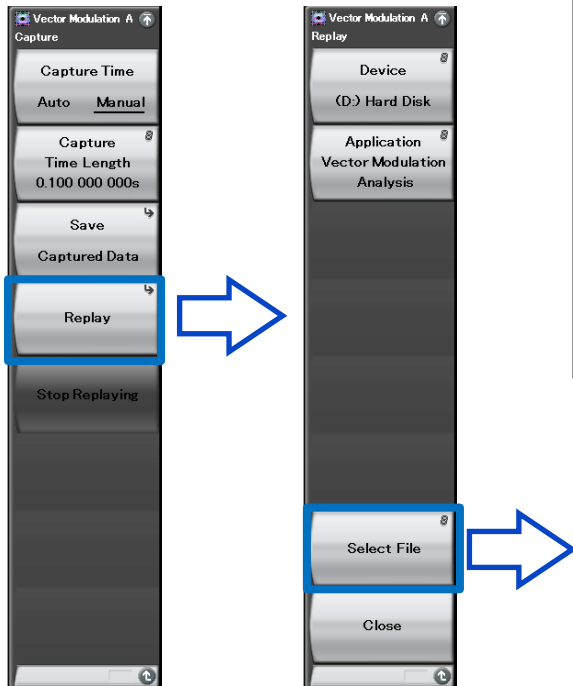 Vector Modulation A
Capture
Capture Time
Auto Manual
Capture
Time Length
0.100 000 000s
Save
Captured Data
Replay
Stop Replaying
Vector Modulation A
Replay
Device
(D:) Hard Disk
Application
Vector Modulation
Analysis
Select File
Close